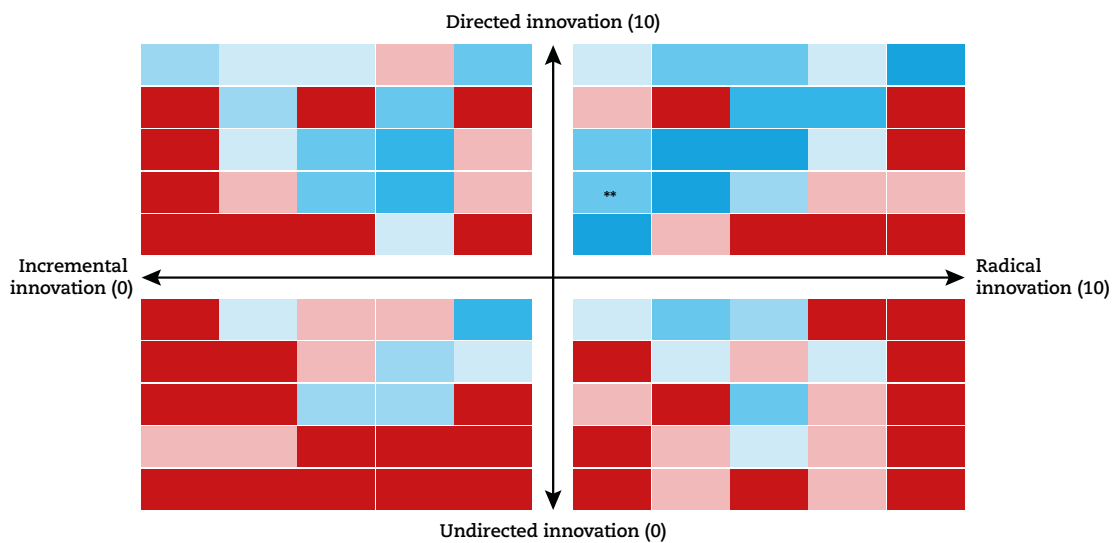 Directed innovation (10)
**
Incremental
innovation (0)
Radical
innovation (10)
Undirected innovation (0)